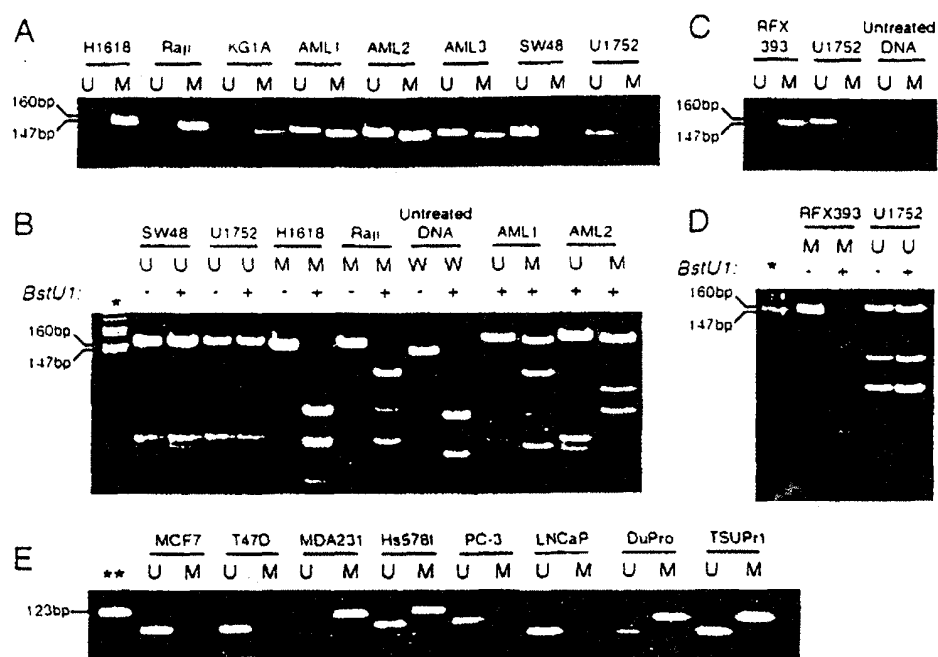 A
H1618 Raji KG1A AML1 AML2 AML3 SW48 U1752
U M U M U M U M U M U M U M U M
160bp
147bp
C
RFX
393 U1752 Untreated
DNA
U M U M U M
160bp
147bp
B
SW48 U1752 H1618 Raji Untreated
DNA AML1 AML2
U U U U M M M M W W U M U M
BstU1: - + - + - + - + - + + + + +
*
160bp
147bp
D
RFX393 U1752
M M U U
BstU1: * - + - +
160bp
147bp
E
MCF7 T47D MDA231 Hs578t PC-3 LNCaP DuPro TSUPr1
** U M U M U M U M U M U M U M U M
123bp